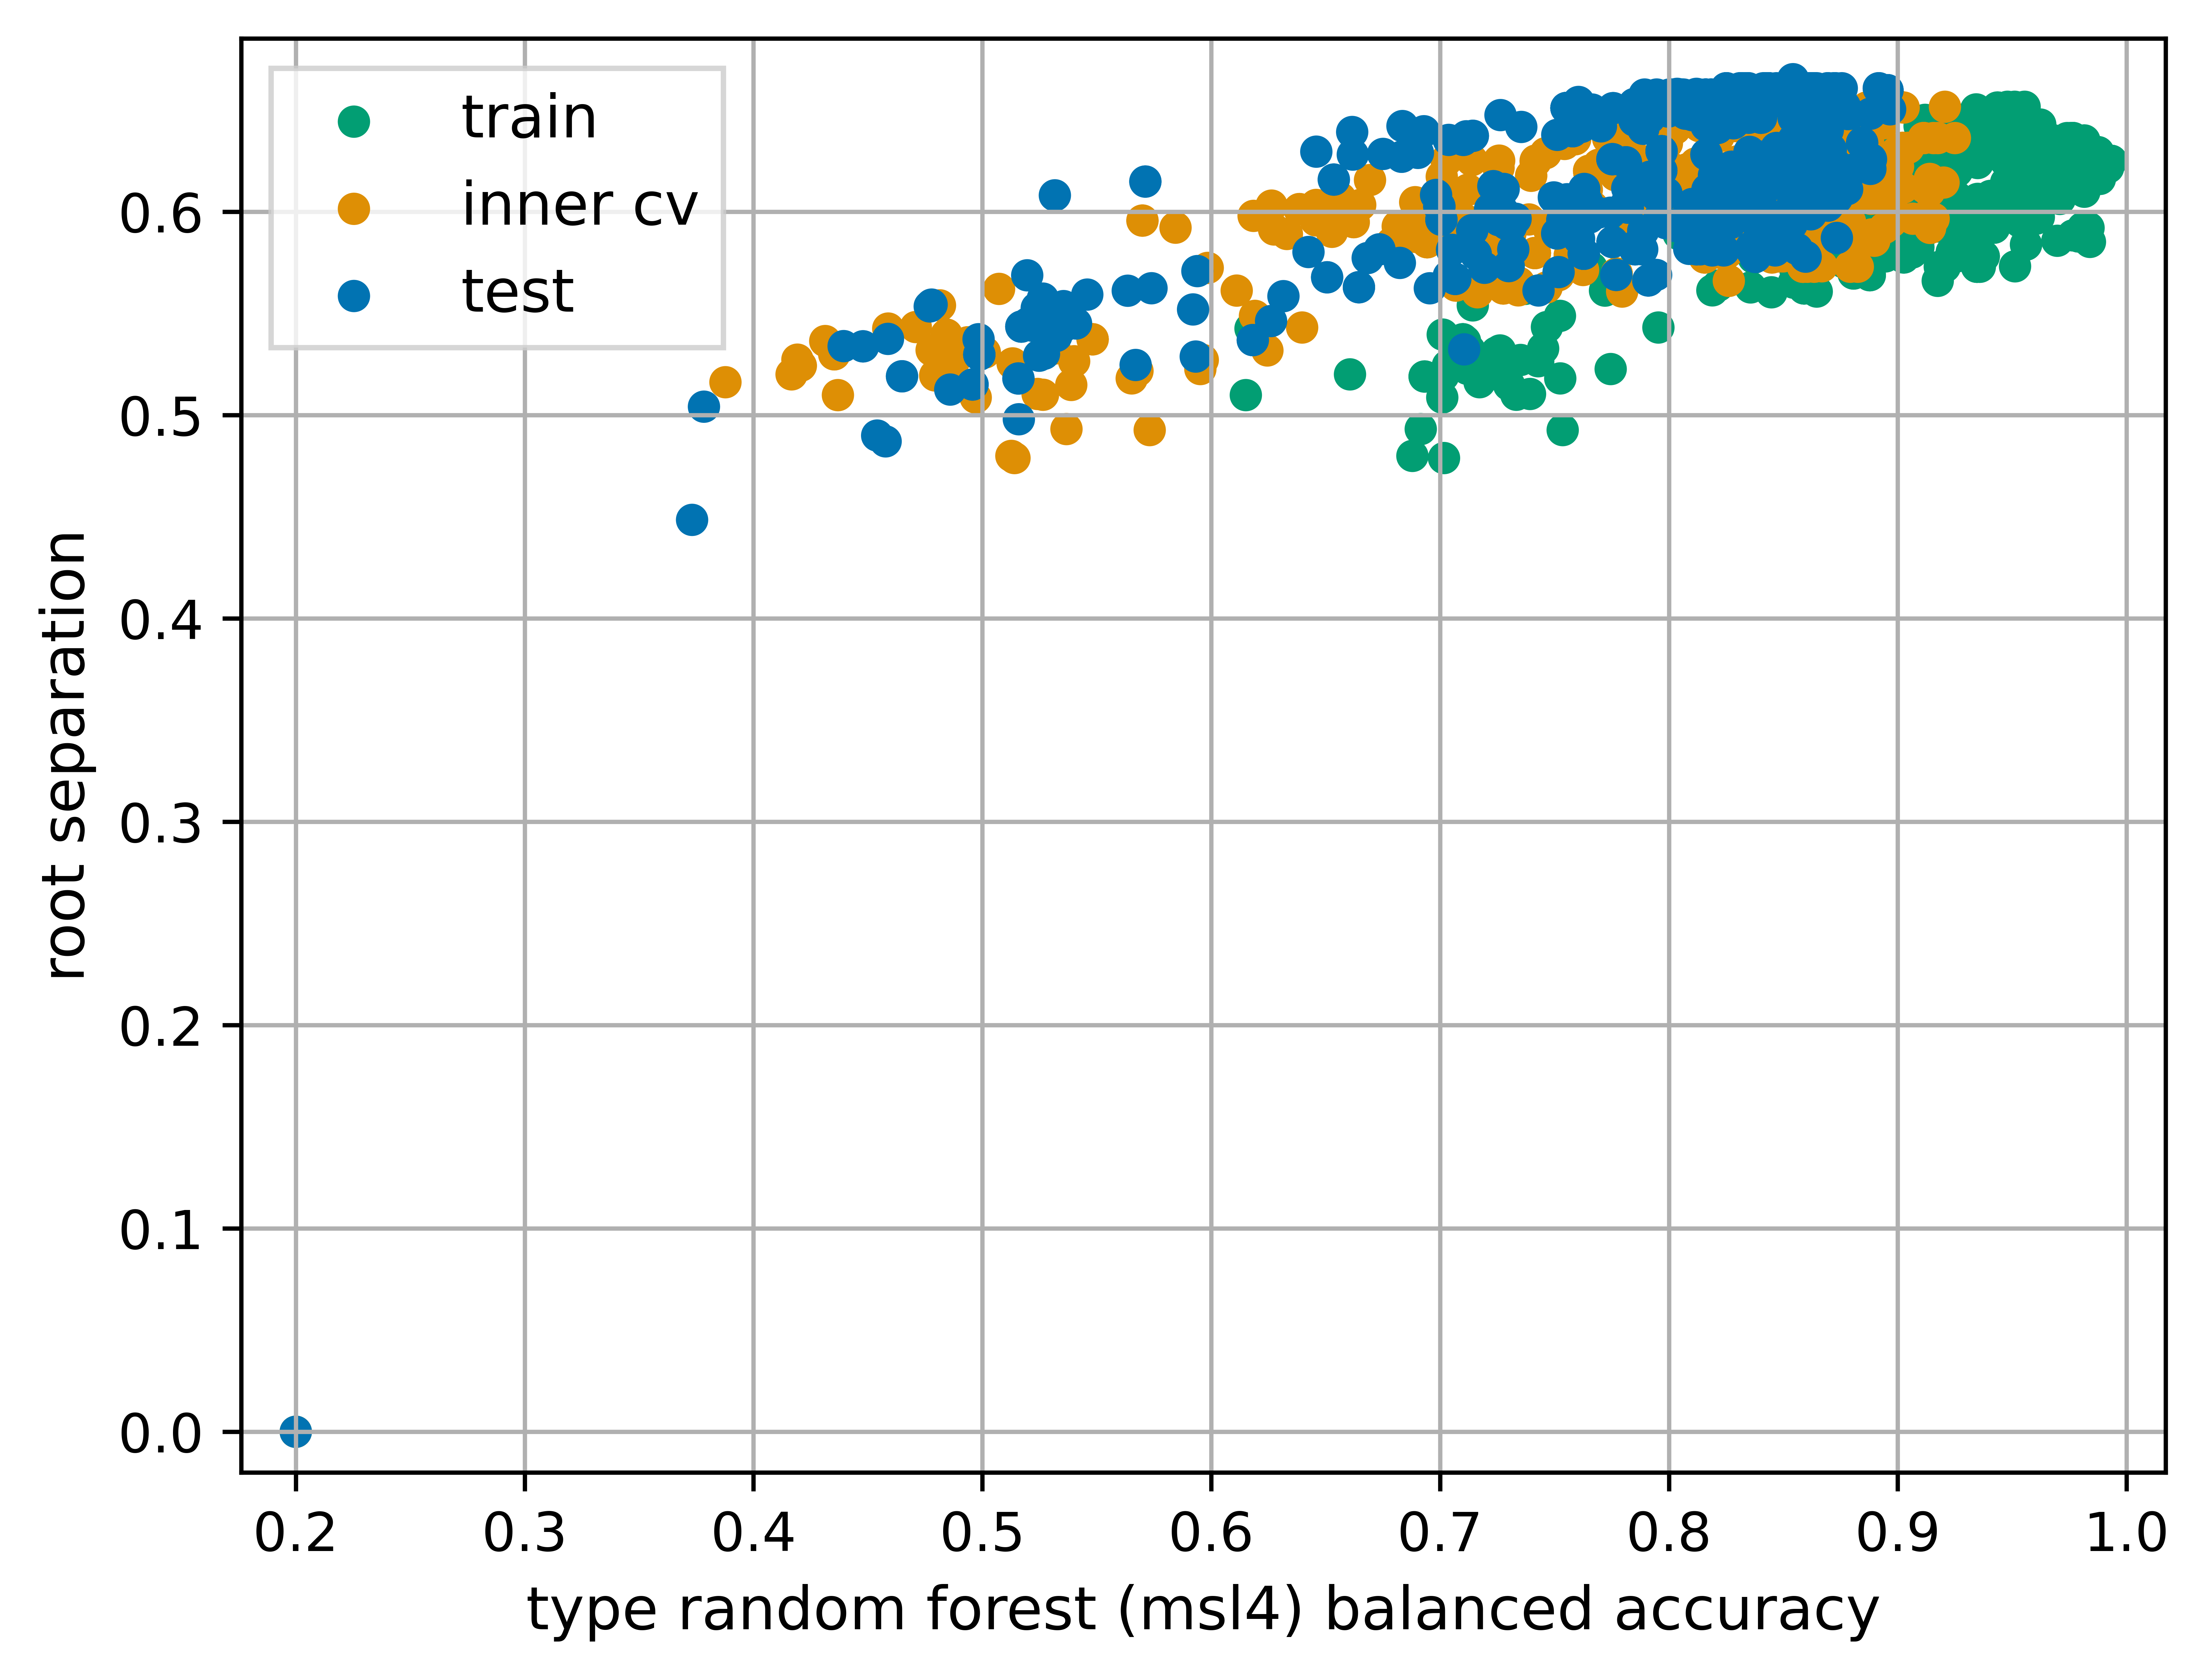 train
inner cv
test
0.6
0.5
0.4
0.3
0.2
0.1
0.0
root separation
0.2 0.3 0.4 0.5 0.6 0.7 0.8 0.9 1.0
type random forest (msl4) balanced accuracy